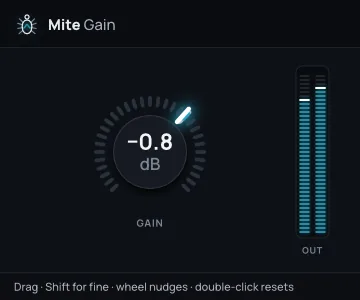 Mite Gain
−0.8
dB
GAIN
OUT
Drag · Shift for fine · wheel nudges · double-click resets